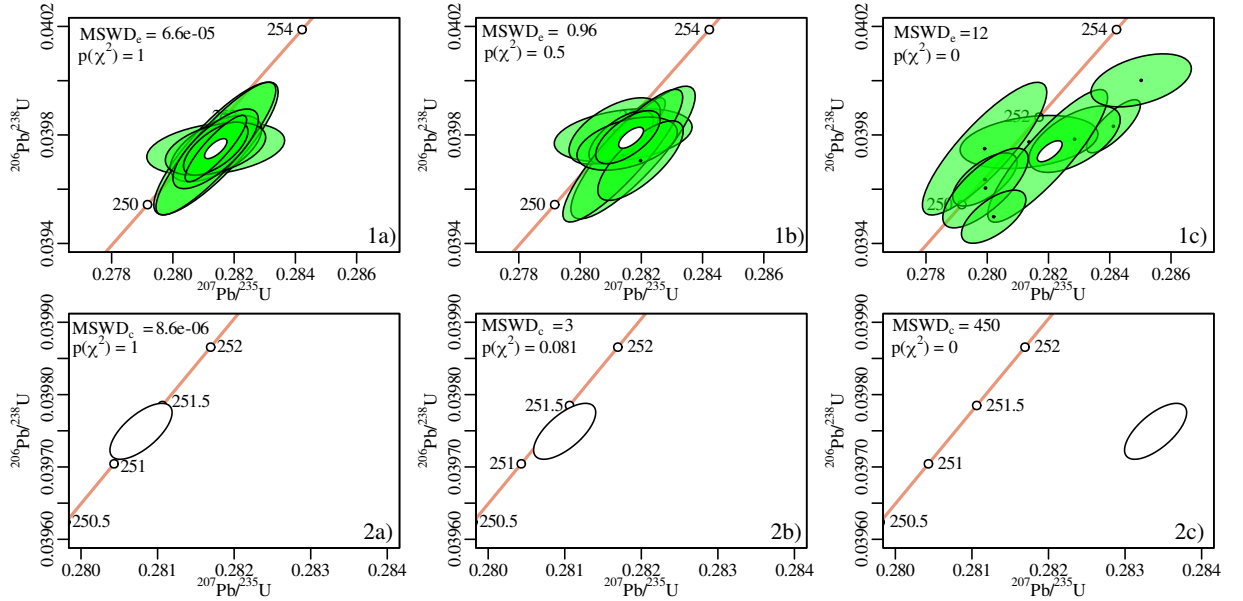 MSWDₑ = 6.6e-05
p(χ²) = 1
254
250
1a)
0.0402
0.0398
0.0394
²⁰⁶Pb/²³⁸U
0.278 0.280 0.282 0.284 0.286
²⁰⁷Pb/²³⁵U
MSWDₑ = 0.96
p(χ²) = 0.5
254
250
1b)
0.0402
0.0398
0.0394
²⁰⁶Pb/²³⁸U
0.278 0.280 0.282 0.284 0.286
²⁰⁷Pb/²³⁵U
MSWDₑ =12
p(χ²) = 0
254
252
250
1c)
0.0402
0.0398
0.0394
²⁰⁶Pb/²³⁸U
0.278 0.280 0.282 0.284 0.286
²⁰⁷Pb/²³⁵U
MSWD꜀ =8.6e-06
p(χ²) = 1
252
251.5
251
250.5
2a)
0.03990
0.03980
0.03970
0.03960
²⁰⁶Pb/²³⁸U
0.280 0.281 0.282 0.283 0.284
²⁰⁷Pb/²³⁵U
MSWD꜀ =3
p(χ²) = 0.081
252
251.5
251
250.5
2b)
0.03990
0.03980
0.03970
0.03960
²⁰⁶Pb/²³⁸U
0.280 0.281 0.282 0.283 0.284
²⁰⁷Pb/²³⁵U
MSWD꜀ = 450
p(χ²) = 0
252
251.5
251
250.5
2c)
0.03990
0.03980
0.03970
0.03960
²⁰⁶Pb/²³⁸U
0.280 0.281 0.282 0.283 0.284
²⁰⁷Pb/²³⁵U